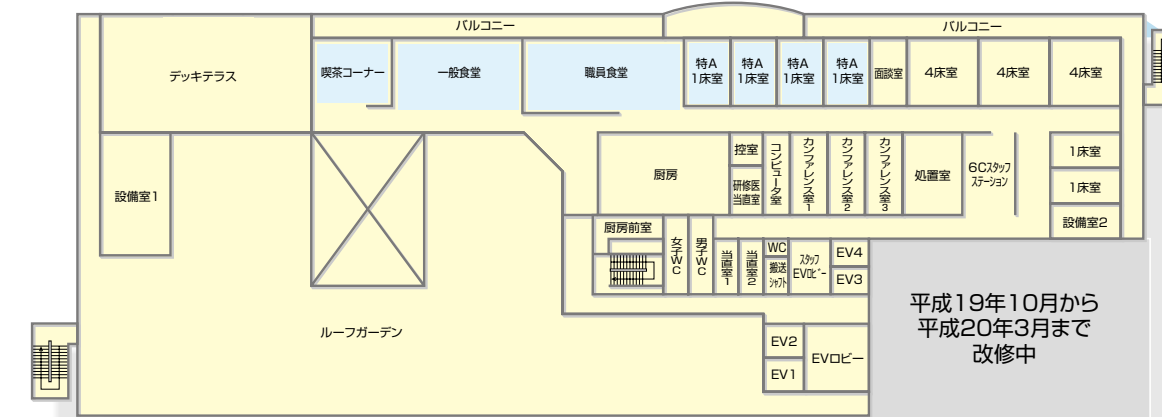 バルコニー
バルコニー
デッキテラス
喫茶コーナー
一般食堂
職員食堂
特A
1床室
特A
1床室
特A
1床室
特A
1床室
面談室
4床室
4床室
4床室
設備室1
厨房
控室
研修医
当直室
コンピュータ室
カンファレンス室1
カンファレンス室2
カンファレンス室3
処置室
6Cスタッフ
ステーション
1床室
1床室
設備室2
厨房前室
女子WC
男子WC
当直室1
当直室2
WC
搬送
シャフト
スタッフ
EVロビー
EV4
EV3
ルーフガーデン
EV2
EV1
EVロビー
平成19年10月から
平成20年3月まで
改修中